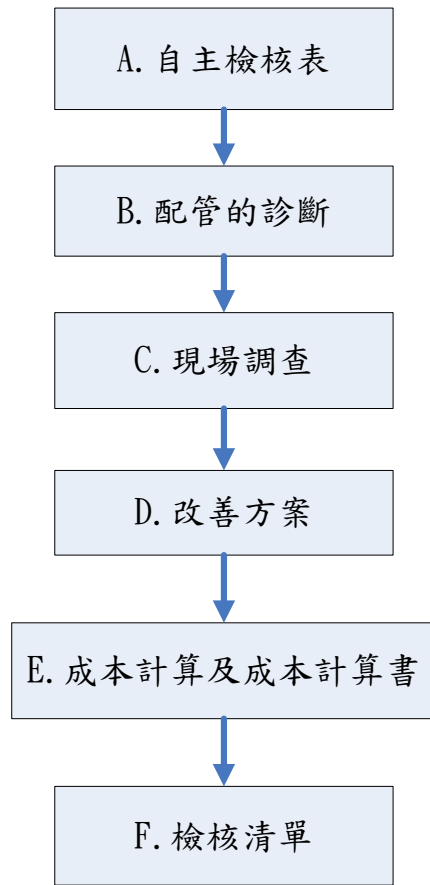 A.自主檢核表
B.配管的診斷
C.現場調查
D.改善方案
E.成本計算及成本計算書
F.檢核清單